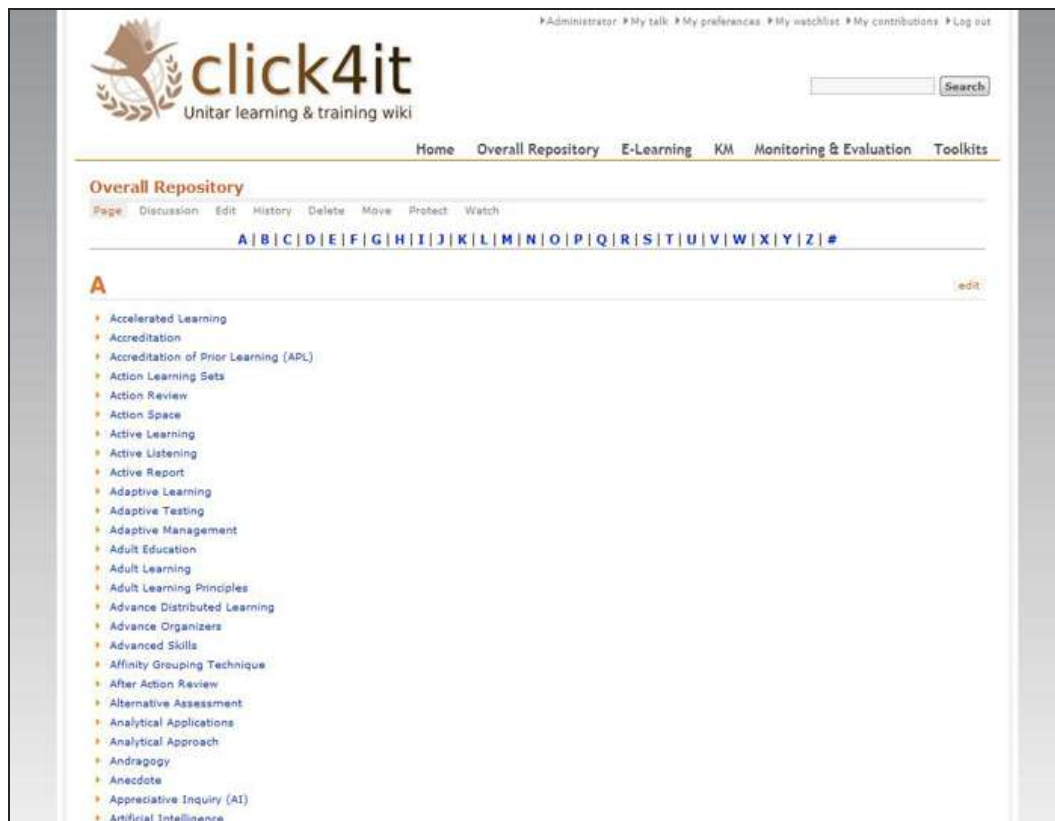 Administrator My talk My preferences My watchlist My contributions Log out
click4it
Unitar learning & training wiki
Search
Home Overall Repository E-Learning KM Monitoring & Evaluation Toolkits
Overall Repository
Page Discussion Edit History Delete Move Protect Watch
A | B | C | D | E | F | G | H | I | J | K | L | M | N | O | P | Q | R | S | T | U | V | W | X | Y | Z | #
A
[edit]
Accelerated Learning
Accreditation
Accreditation of Prior Learning (APL)
Action Learning Sets
Action Review
Action Space
Active Learning
Active Listening
Active Report
Adaptive Learning
Adaptive Testing
Adaptive Management
Adult Education
Adult Learning
Adult Learning Principles
Advance Distributed Learning
Advance Organizers
Advanced Skills
Affinity Grouping Technique
After Action Review
Alternative Assessment
Analytical Applications
Analytical Approach
Andragogy
Anecdote
Appreciative Inquiry (AI)
Artificial Intelligence